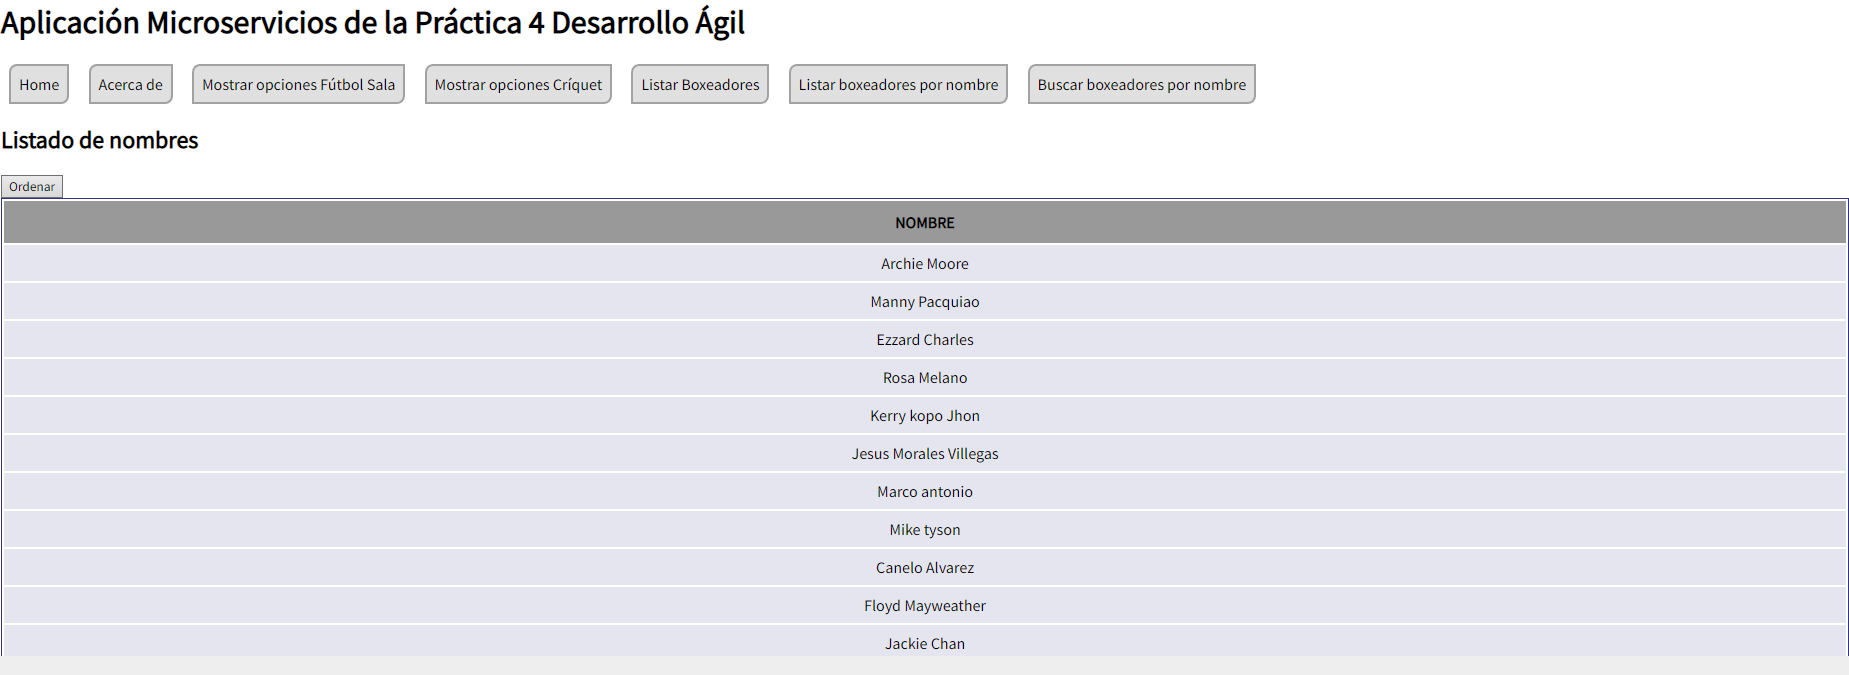 Aplicación Microservicios de la Práctica 4 Desarrollo Ágil
Home Acerca de Mostrar opciones Fútbol Sala Mostrar opciones Críquet Listar Boxeadores Listar boxeadores por nombre Buscar boxeadores por nombre
Listado de nombres
Ordenar
NOMBRE
Archie Moore
Manny Pacquiao
Ezzard Charles
Rosa Melano
Kerry kopo Jhon
Jesus Morales Villegas
Marco antonio
Mike tyson
Canelo Alvarez
Floyd Mayweather
Jackie Chan